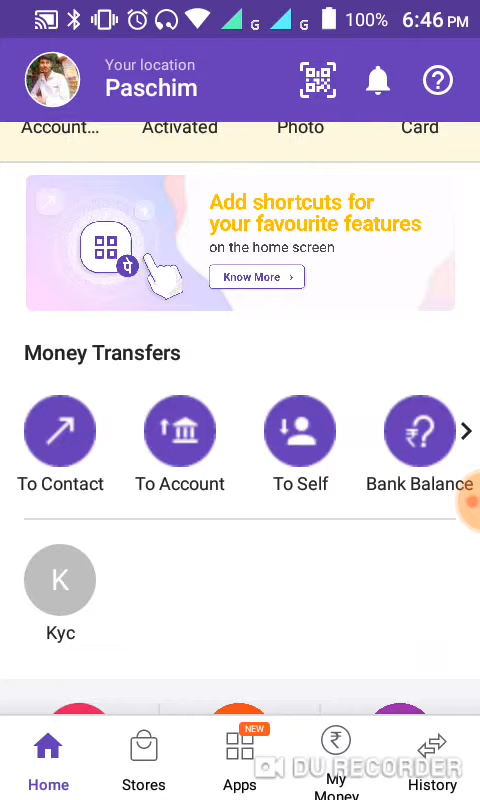 G G 100% 6:46 PM
Your location
Paschim
Account... Activated Photo Card
Add shortcuts for
your favourite features
on the home screen
Know More
पे
Money Transfers
To Contact To Account To Self Bank Balance
K
Kyc
NEW
Home Stores Apps My Money History
DU RECORDER